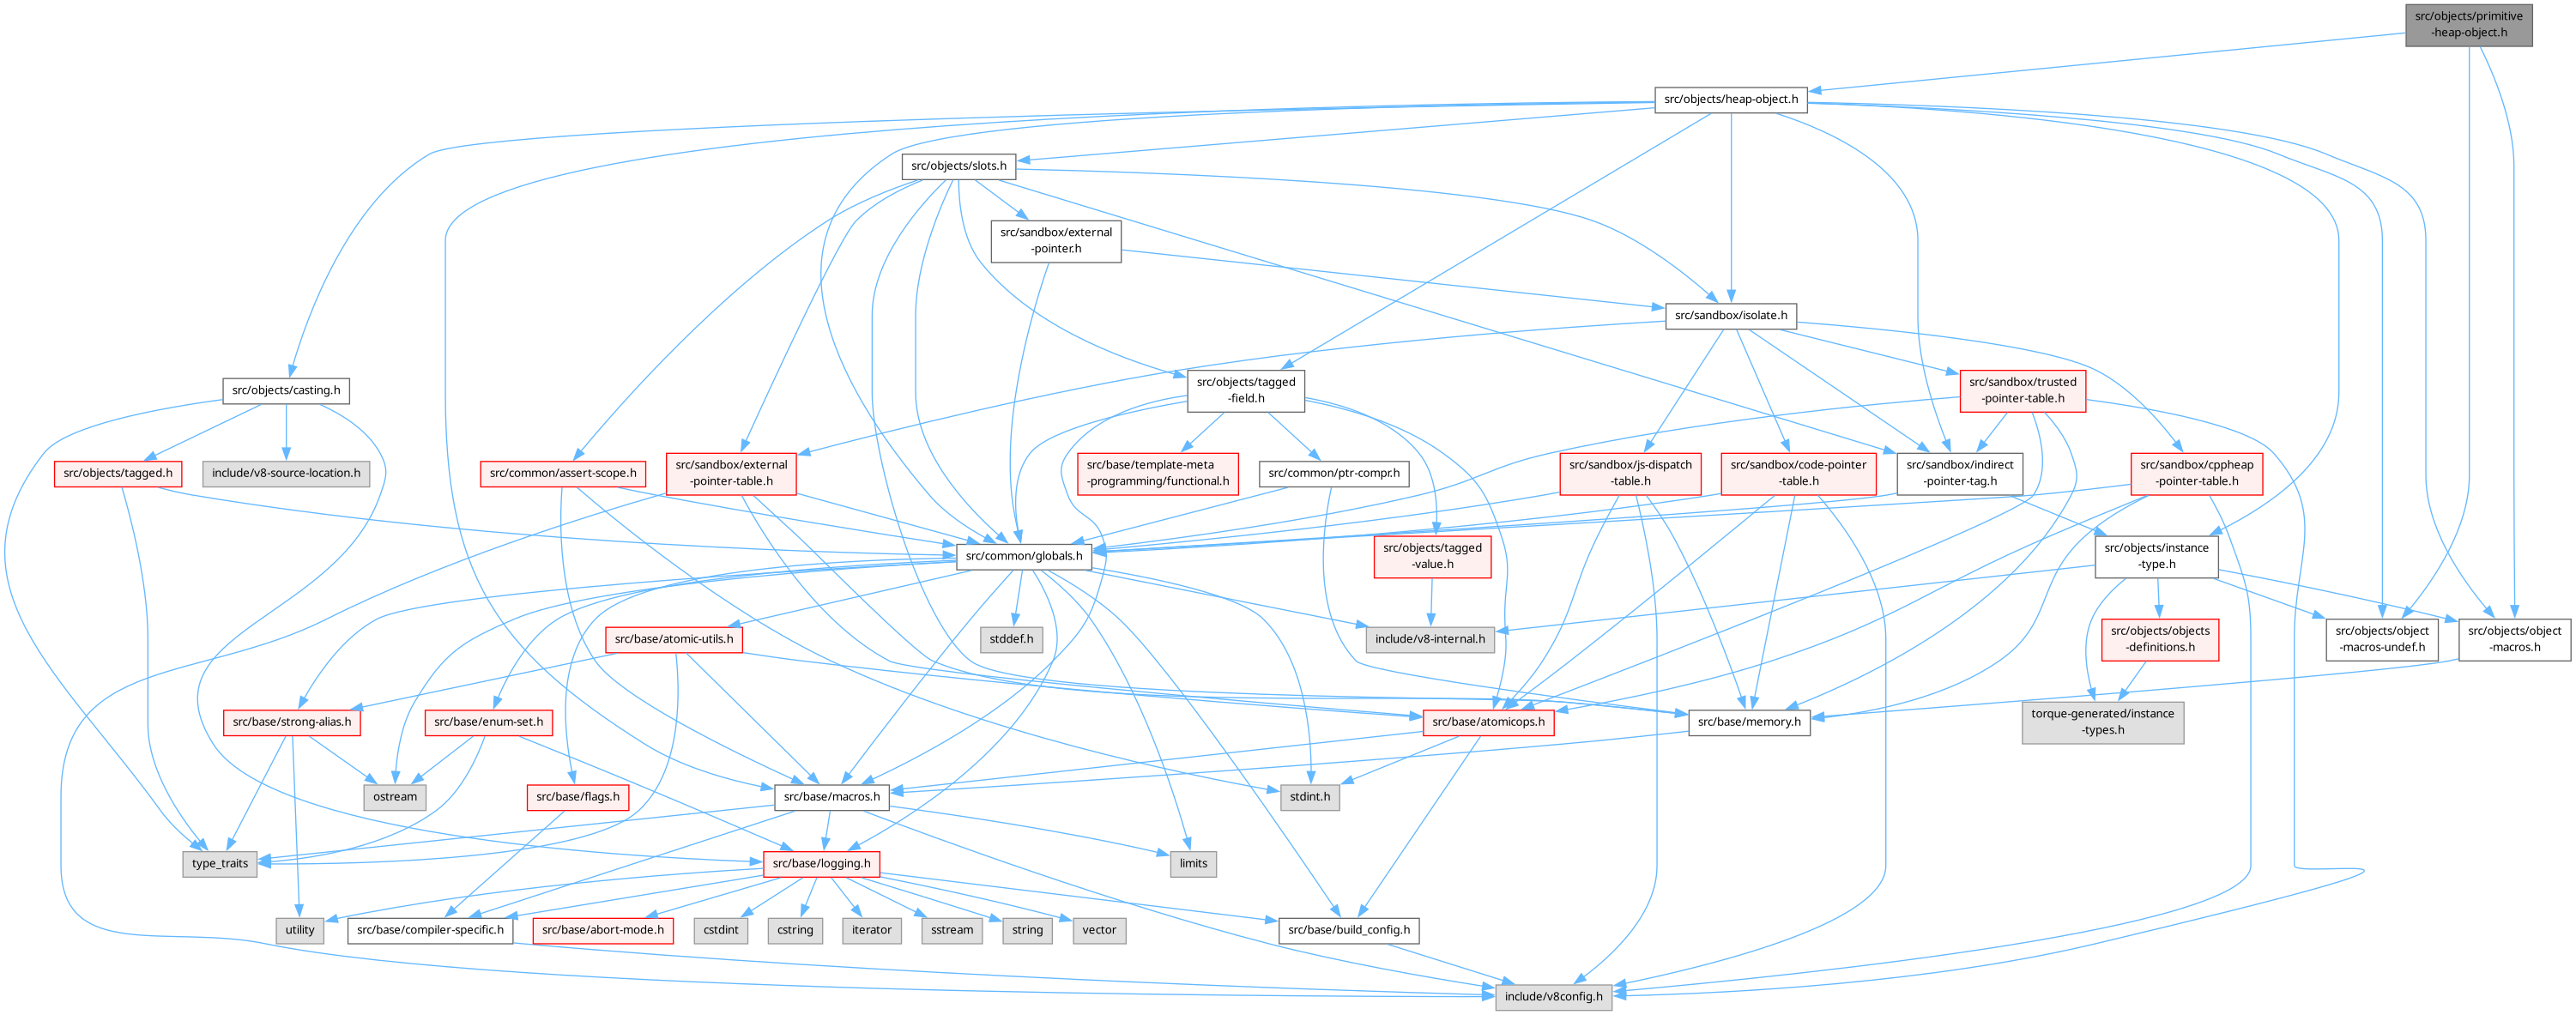 src/objects/primitive
-heap-object.h
src/objects/heap-object.h
src/objects/slots.h
src/sandbox/external
-pointer.h
src/sandbox/isolate.h
src/objects/casting.h
src/objects/tagged
-field.h
src/sandbox/trusted
-pointer-table.h
src/objects/tagged.h
include/v8-source-location.h
src/common/assert-scope.h
src/sandbox/external
-pointer-table.h
src/base/template-meta
-programming/functional.h
src/common/ptr-compr.h
src/sandbox/js-dispatch
-table.h
src/sandbox/code-pointer
-table.h
src/sandbox/indirect
-pointer-tag.h
src/sandbox/cppheap
-pointer-table.h
src/common/globals.h
src/objects/tagged
-value.h
src/objects/instance
-type.h
src/base/atomic-utils.h
stddef.h
include/v8-internal.h
src/objects/objects
-definitions.h
src/objects/object
-macros-undef.h
src/objects/object
-macros.h
src/base/strong-alias.h
src/base/enum-set.h
src/base/atomicops.h
src/base/memory.h
torque-generated/instance
-types.h
ostream
src/base/flags.h
src/base/macros.h
stdint.h
type_traits
src/base/logging.h
limits
utility
src/base/compiler-specific.h
src/base/abort-mode.h
cstdint
cstring
iterator
sstream
string
vector
src/base/build_config.h
include/v8config.h